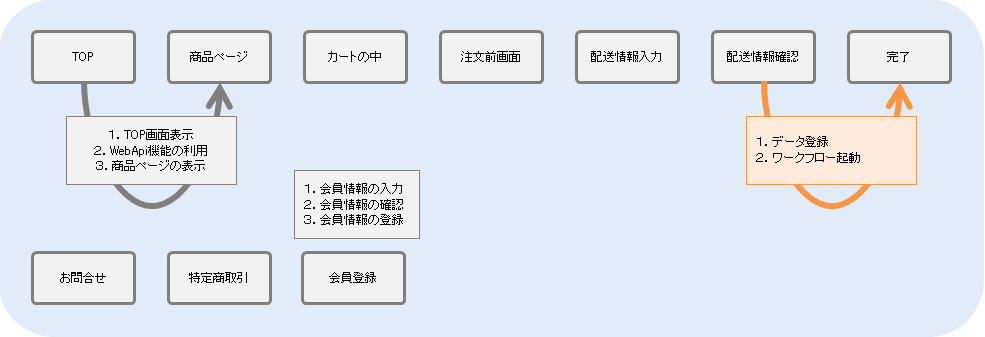 TOP
商品ページ
カートの中
注文前画面
配送情報入力
配送情報確認
完了
1. TOP画面表示
2. WebApi機能の利用
3. 商品ページの表示
1. データ登録
2. ワークフロー起動
1. 会員情報の入力
2. 会員情報の確認
3. 会員情報の登録
お問合せ
特定商取引
会員登録